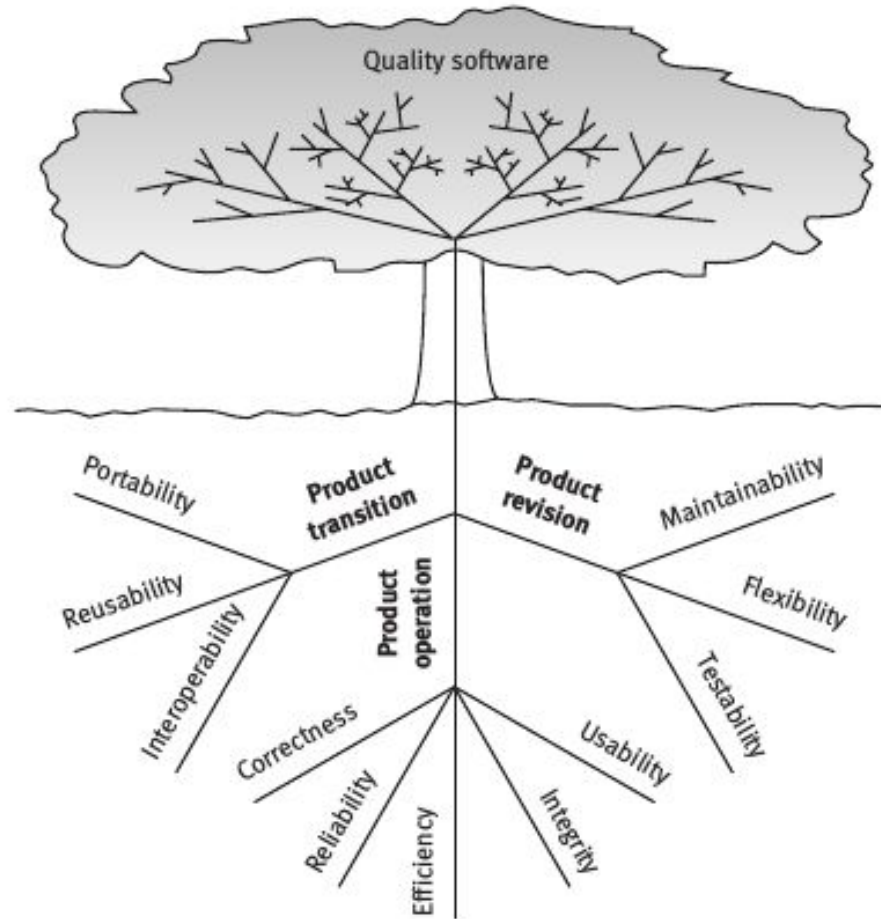 Quality software
Product
transition
Product
revision
Product
operation
Portability
Reusability
Interoperability
Maintainability
Flexibility
Testability
Correctness
Reliability
Efficiency
Integrity
Usability